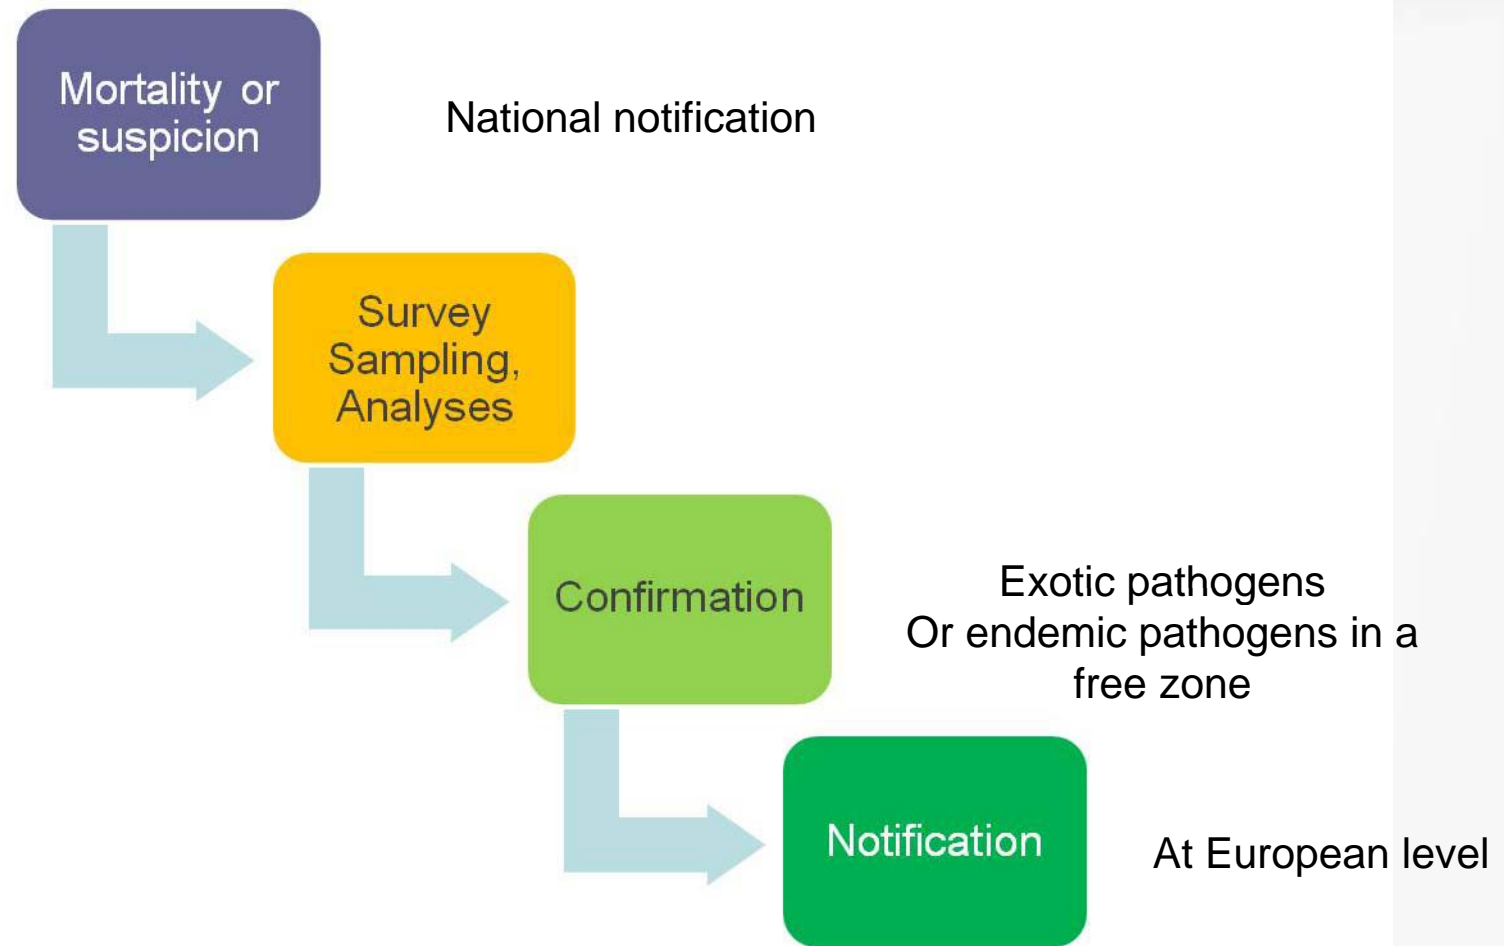 Mortality or
suspicion
National notification
Survey
Sampling,
Analyses
Confirmation
Exotic pathogens
Or endemic pathogens in a
free zone
Notification
At European level